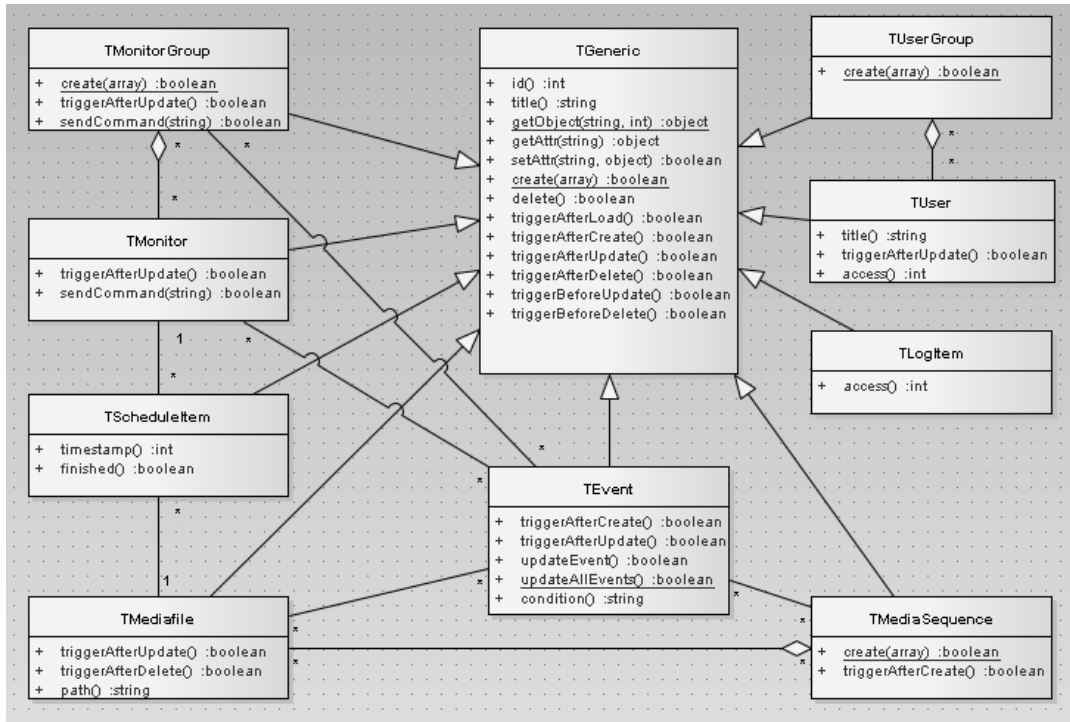 TMonitorGroup
+ create(array) :boolean
+ triggerAfterUpdate() :boolean
+ sendCommand(string) :boolean
* *
*
TMonitor
+ triggerAfterUpdate() :boolean
+ sendCommand(string) :boolean
1 *
*
TScheduleItem
+ timestamp() :int
+ finished() :boolean
*
1
TMediafile
+ triggerAfterUpdate() :boolean
+ triggerAfterDelete() :boolean
+ path() :string
*
*
TGeneric
+ id() :int
+ title() :string
+ getObject(string, int) :object
+ getAttr(string) :object
+ setAttr(string, object) :boolean
+ create(array) :boolean
+ delete() :boolean
+ triggerAfterLoad() :boolean
+ triggerAfterCreate() :boolean
+ triggerAfterUpdate() :boolean
+ triggerAfterDelete() :boolean
+ triggerBeforeUpdate() :boolean
+ triggerBeforeDelete() :boolean
*
*
TEvent
+ triggerAfterCreate() :boolean
+ triggerAfterUpdate() :boolean
+ updateEvent() :boolean
+ updateAllEvents() :boolean
+ condition() :string
*
*
TUserGroup
+ create(array) :boolean
*
*
TUser
+ title() :string
+ triggerAfterUpdate() :boolean
+ access() :int
TLogItem
+ access() :int
*
TMediaSequence
+ create(array) :boolean
+ triggerAfterCreate() :boolean
*